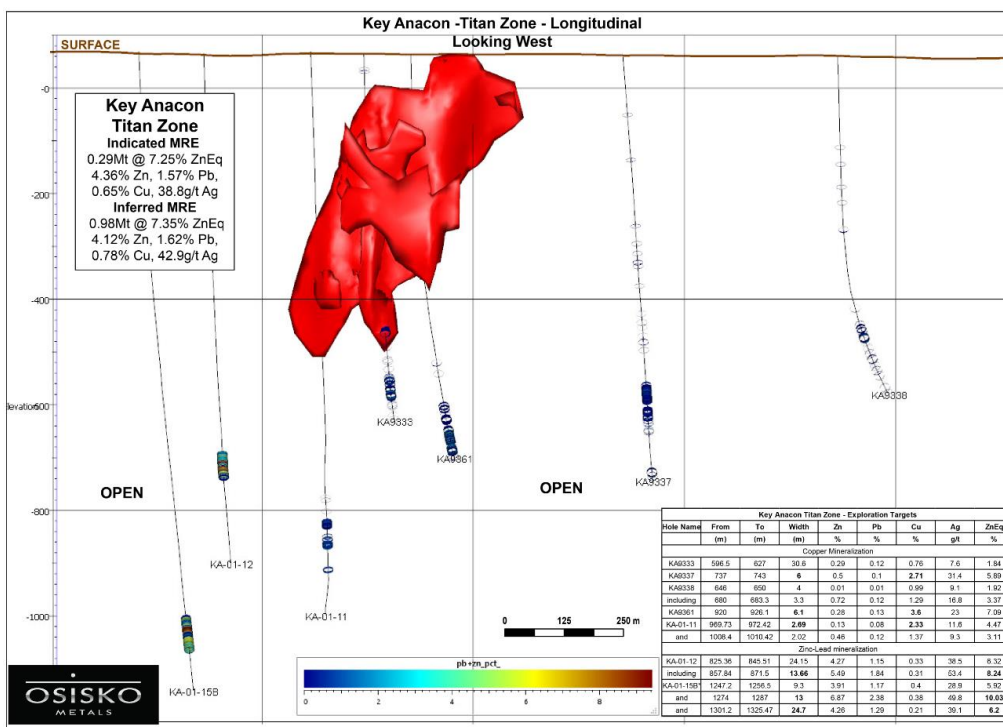 Key Anacon -Titan Zone - Longitudinal
Looking West
SURFACE
-0
-200
-400
-800
-1000
Key Anacon
Titan Zone
Indicated MRE
0.29Mt @ 7.25% ZnEq
4.36% Zn, 1.57% Pb,
0.65% Cu, 38.8g/t Ag
Inferred MRE
0.98Mt @ 7.35% ZnEq
4.12% Zn, 1.62% Pb,
0.78% Cu, 42.9g/t Ag
KA9338
KA9333
KA9361
KA9337
OPEN
OPEN
KA-01-12
KA-01-11
KA-01-15B
0 125 250 m
pb+zn_pct_
0 2 4 6 8
OSISKO
METALS
Key Anacon Titan Zone - Exploration Targets
Hole Name From To Width Zn Pb Cu Ag ZnEq
(m) (m) (m) % % % g/t %
Copper Mineralization
KA9333 596.5 627 30.6 0.29 0.12 0.76 7.6 1.84
KA9337 737 743 6 0.5 0.1 2.71 31.4 5.89
KA9338 646 650 4 0.01 0.01 0.99 9.1 1.92
including 680 683.3 3.3 0.72 0.12 1.29 16.8 3.37
KA9361 920 926.1 6.1 0.28 0.13 3.6 23 7.09
KA-01-11 969.73 972.42 2.69 0.13 0.08 2.33 11.6 4.47
and 1008.4 1010.42 2.02 0.46 0.12 1.37 9.3 3.11
Zinc-Lead mineralization
KA-01-12 825.36 845.51 24.15 4.27 1.15 0.33 38.5 6.32
including 857.84 871.5 13.66 5.49 1.84 0.31 53.4 8.24
KA-01-15B* 1247.2 1256.5 9.3 3.91 1.17 0.4 28.9 5.92
and 1274 1287 13 6.87 2.38 0.38 49.8 10.03
and 1301.2 1325.47 24.7 4.26 1.29 0.21 39.1 6.2